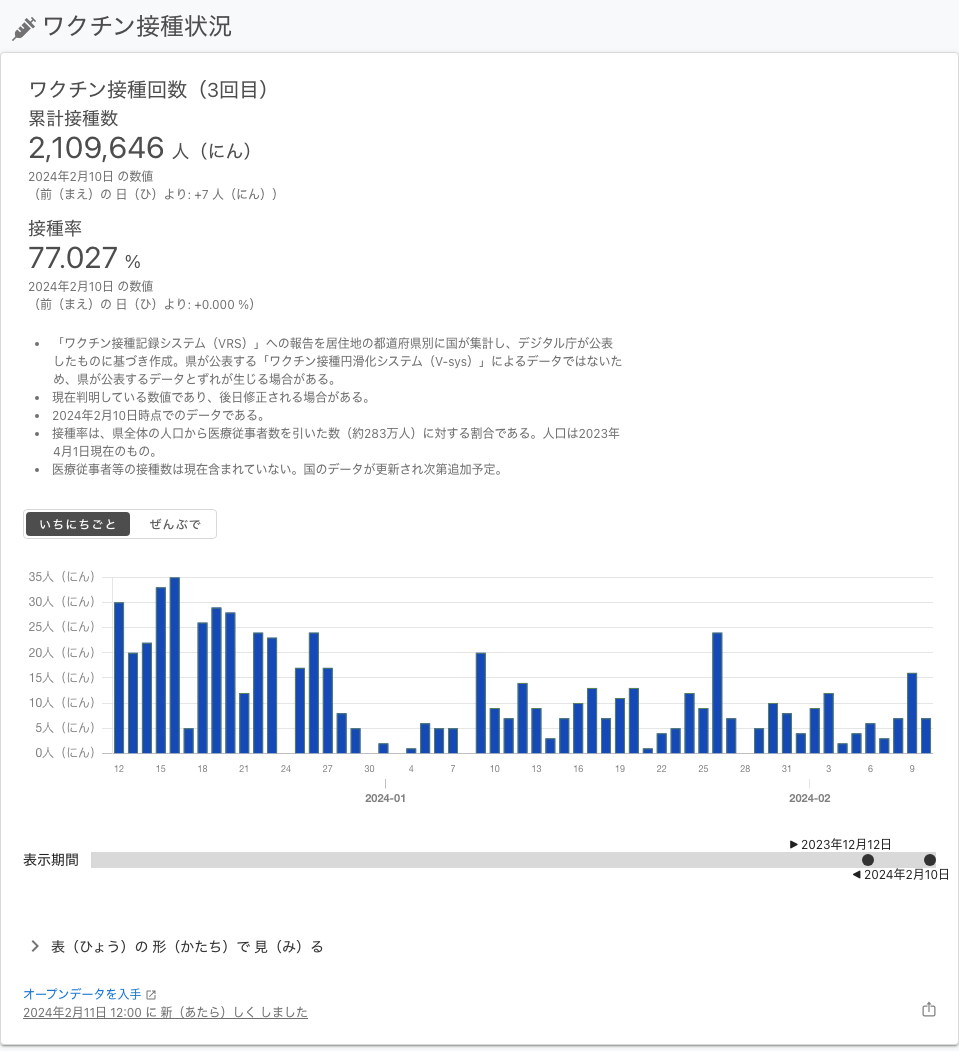 ワクチン接種状況
ワクチン接種回数（3回目）
累計接種数
2,109,646 人（にん）
2024年2月10日 の数値
（前（まえ）の 日（ひ）より: +7 人（にん））
接種率
77.027 %
2024年2月10日 の数値
（前（まえ）の 日（ひ）より: +0.000 %）
• 「ワクチン接種記録システム（VRS）」への報告を居住地の都道府県別に国が集計し、デジタル庁が公表
したものに基づき作成。県が公表する「ワクチン接種円滑化システム（V-sys）」によるデータではないた
め、県が公表するデータとずれが生じる場合がある。
• 現在判明している数値であり、後日修正される場合がある。
• 2024年2月10日時点でのデータである。
• 接種率は、県全体の人口から医療従事者数を引いた数（約283万人）に対する割合である。人口は2023年
4月1日現在のもの。
• 医療従事者等の接種数は現在含まれていない。国のデータが更新され次第追加予定。
いちにちごと ぜんぶで
35人（にん）
30人（にん）
25人（にん）
20人（にん）
15人（にん）
10人（にん）
5人（にん）
0人（にん）
12 15 18 21 24 27 30 4 7 10 13 16 19 22 25 28 31 3 6 9
2024-01 2024-02
▶ 2023年12月12日
表示期間
◀ 2024年2月10日
表（ひょう）の 形（かたち）で 見（み）る
オープンデータを入手
2024年2月11日 12:00 に 新（あたら）しく しました